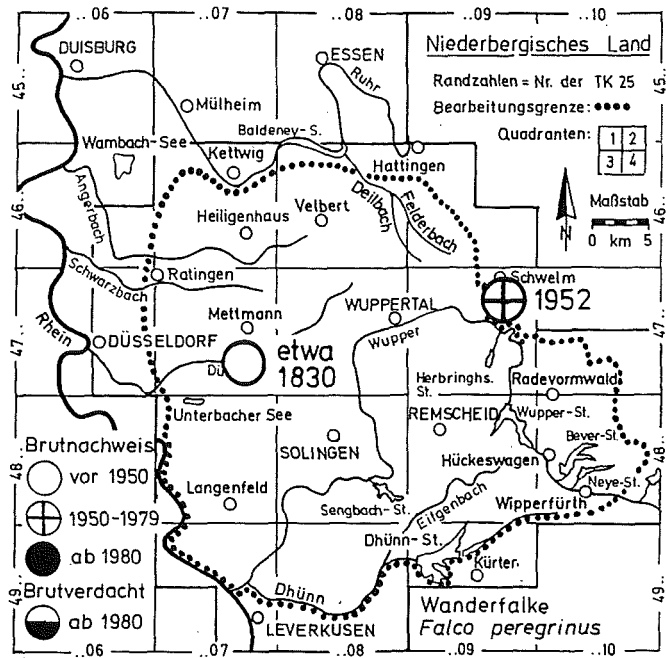 ..06 ..07 ..08 ..09 ..10
45..
46..
47..
48..
49..
Niederbergisches Land
Randzahlen = Nr. der TK 25
Bearbeitungsgrenze:
Quadranten:
1 2
3 4
Maßstab
0 km 5
N
DUISBURG
ESSEN
Ruhr
Mülheim
Baldeney-S.
Wambach-See
Kettwig
Hattingen
Angerbach
Velbert
Heiligenhaus
Deilbach
Felderbach
Schwarzbach
Ratingen
Schwelm
1952
Mettmann
WUPPERTAL
Wupper
Rhein
DÜSSELDORF
Dü
etwa
1830
Herbringhs.
St.
Radevormwald
Unterbacher See
REMSCHEID
Wupper-St.
SOLINGEN
Bever-St.
Hückeswagen
Neye-St.
Langenfeld
Sengbach-St.
Eifgenbach
Wipperfürth
Dhünn-St.
Kürten
Dhünn
LEVERKUSEN
Brutnachweis
vor 1950
1950-1979
ab 1980
Brutverdacht
ab 1980
Wanderfalke
Falco peregrinus
45..
46..
47..
48..
49..
..06 ..07 ..08 ..09 ..10